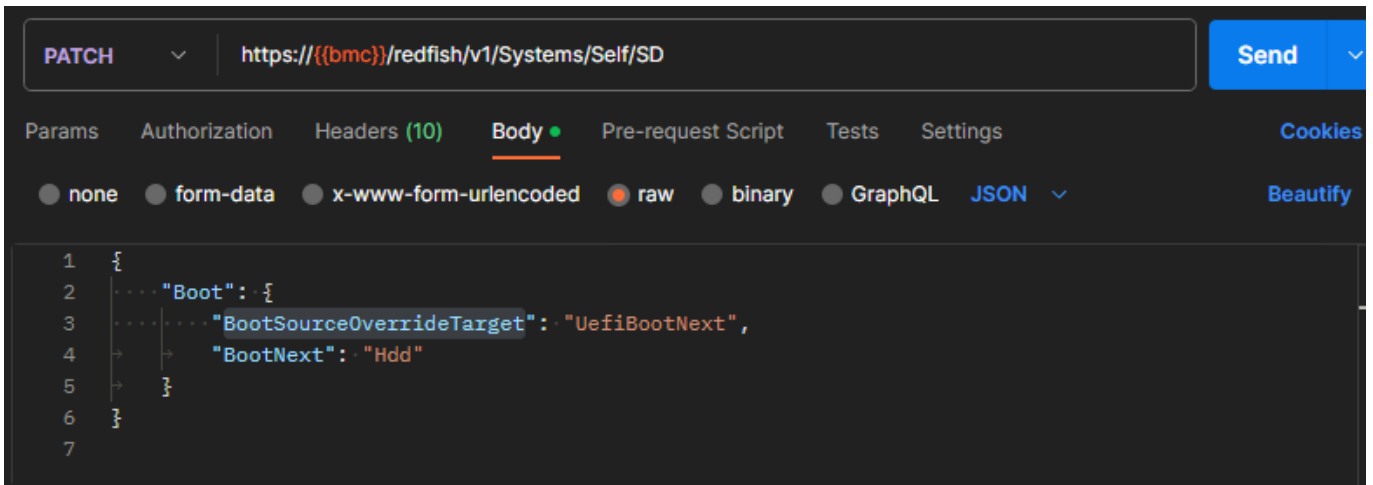 PATCH https://{{bmc}}/redfish/v1/Systems/Self/SD Send
Params Authorization Headers (10) Body Pre-request Script Tests Settings Cookies
none form-data x-www-form-urlencoded raw binary GraphQL JSON Beautify
1 {
2 "Boot": {
3 "BootSourceOverrideTarget": "UefiBootNext",
4 "BootNext": "Hdd"
5 }
6 }
7